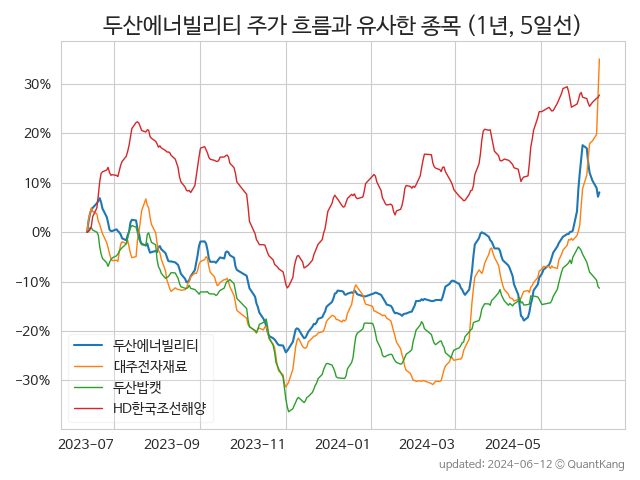 두산에너빌리티 주가 흐름과 유사한 종목 (1년, 5일선)
30%
20%
10%
0%
−10%
−20%
−30%
두산에너빌리티
대주전자재료
두산밥캣
HD한국조선해양
2023-07
2023-09
2023-11
2024-01
2024-03
2024-05
updated: 2024-06-12 © QuantKang